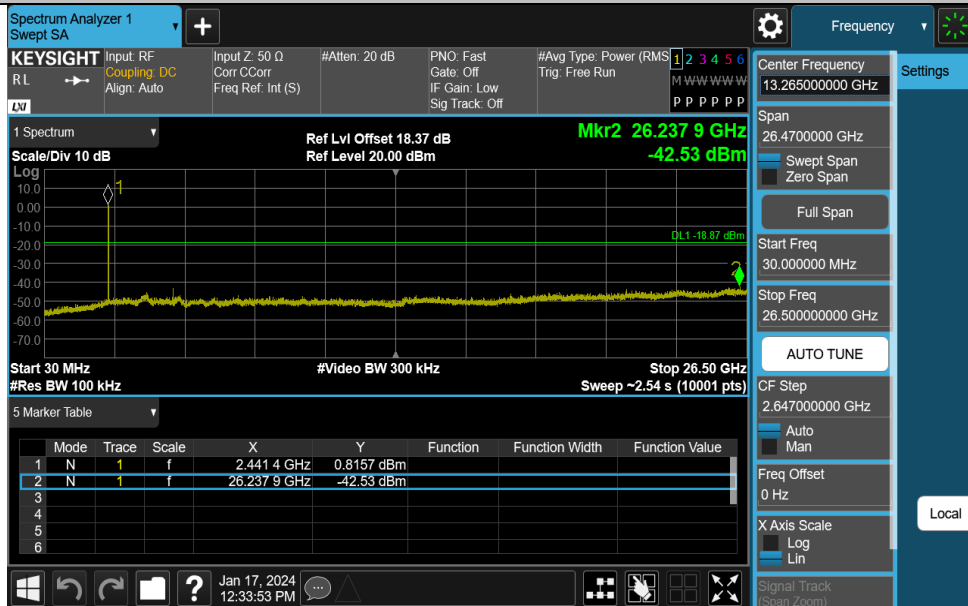 Spectrum Analyzer 1
Swept SA
+
Frequency
KEYSIGHT
RL
LXI
Input: RF
Coupling: DC
Align: Auto
Input Z: 50 Ω
Corr CCorr
Freq Ref: Int (S)
#Atten: 20 dB
PNO: Fast
Gate: Off
IF Gain: Low
Sig Track: Off
#Avg Type: Power (RMS
Trig: Free Run
1 2 3 4 5 6
M W W W W W
P P P P P P
1 Spectrum
Scale/Div 10 dB
Ref Lvl Offset 18.37 dB
Ref Level 20.00 dBm
Mkr2 26.237 9 GHz
-42.53 dBm
Log
10.0
0.00
-10.0
-20.0
-30.0
-40.0
-50.0
-60.0
-70.0
1
DL1 -18.87 dBm
2
Start 30 MHz
#Video BW 300 kHz
Stop 26.50 GHz
#Res BW 100 kHz
Sweep ~2.54 s (10001 pts)
5 Marker Table
Mode Trace Scale X Y Function Function Width Function Value
1 N 1 f 2.441 4 GHz 0.8157 dBm
2 N 1 f 26.237 9 GHz -42.53 dBm
3
4
5
6
Jan 17, 2024
12:33:53 PM
?
Center Frequency
13.265000000 GHz
Settings
Span
26.4700000 GHz
Swept Span
Zero Span
Full Span
Start Freq
30.000000 MHz
Stop Freq
26.500000000 GHz
AUTO TUNE
CF Step
2.647000000 GHz
Auto
Man
Freq Offset
0 Hz
Local
X Axis Scale
Log
Lin
Signal Track
(Span Zoom)